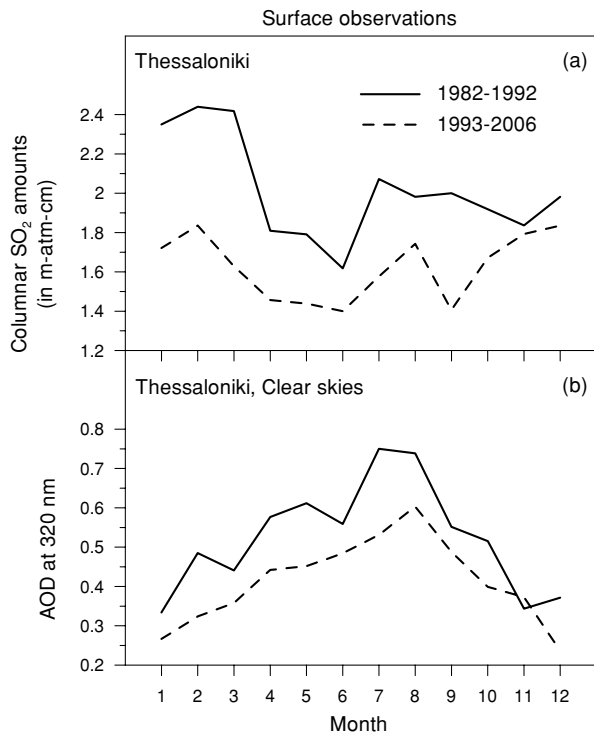 Surface observations
Thessaloniki
(a)
1982-1992
1993-2006
Columnar SO2 amounts
(in m-atm-cm)
2.4
2.2
2
1.8
1.6
1.4
1.2
Thessaloniki, Clear skies
(b)
AOD at 320 nm
0.8
0.7
0.6
0.5
0.4
0.3
0.2
1 2 3 4 5 6 7 8 9 10 11 12
Month